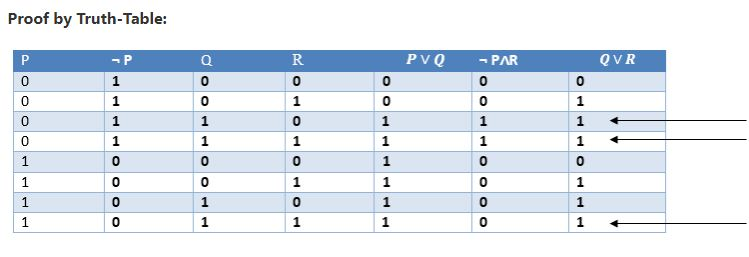 Proof by Truth-Table:
P ¬ P Q R P ∨ Q ¬ P∧R Q ∨ R
0 1 0 0 0 0 0
0 1 0 1 0 0 1
0 1 1 0 1 1 1
0 1 1 1 1 1 1
1 0 0 0 1 0 0
1 0 0 1 1 0 1
1 0 1 0 1 0 1
1 0 1 1 1 0 1